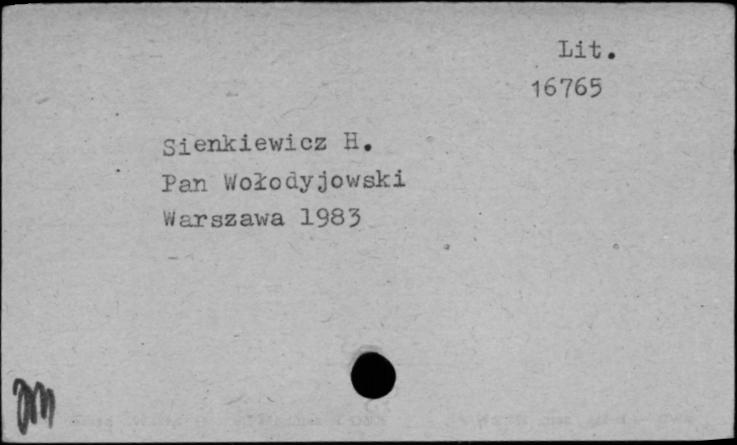 Lit.
16765
Sienkiewicz H.
Pan Wołodyjowski
Warszawa 1983